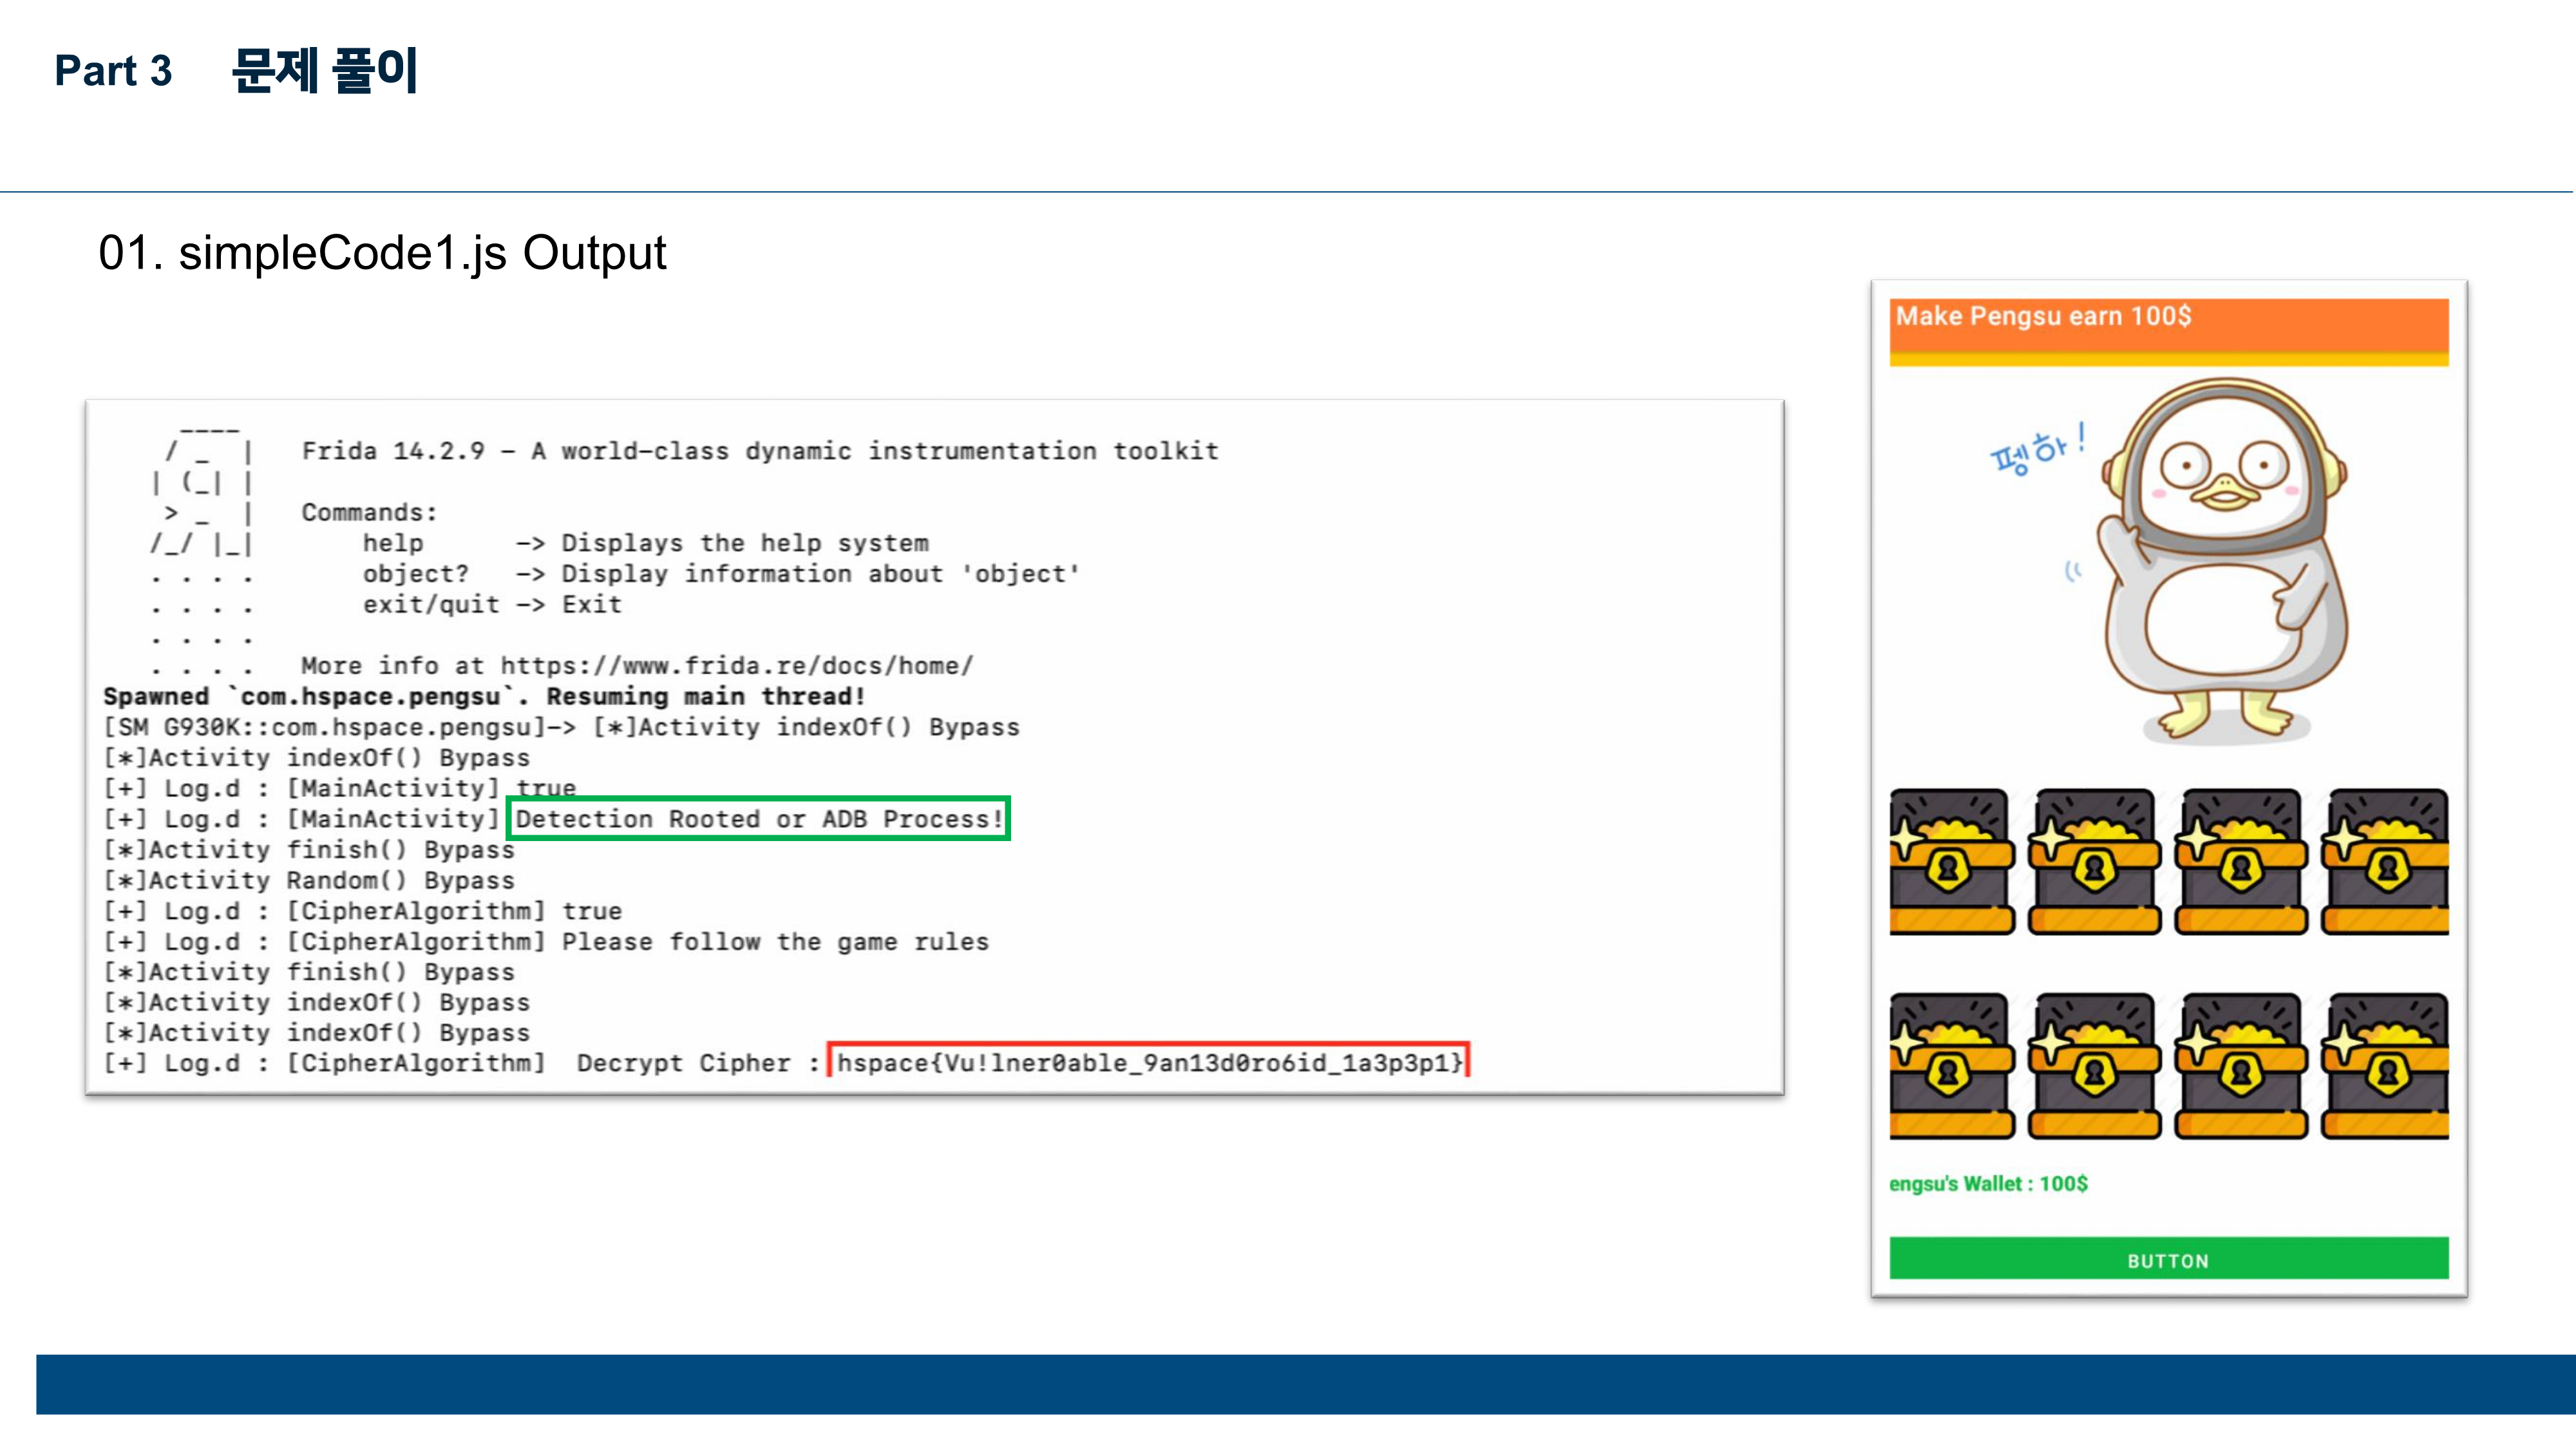 Part 3 문제 풀이
01. simpleCode1.js Output
Frida 14.2.9 – A world-class dynamic instrumentation toolkit
Commands:
help -> Displays the help system
object? -> Display information about 'object'
exit/quit -> Exit
More info at https://www.frida.re/docs/home/
Spawned `com.hspace.pengsu`. Resuming main thread!
[SM G930K::com.hspace.pengsu]-> [*]Activity indexOf() Bypass
[*]Activity indexOf() Bypass
[+] Log.d : [MainActivity] true
[+] Log.d : [MainActivity] Detection Rooted or ADB Process!
[*]Activity finish() Bypass
[*]Activity Random() Bypass
[+] Log.d : [CipherAlgorithm] true
[+] Log.d : [CipherAlgorithm] Please follow the game rules
[*]Activity finish() Bypass
[*]Activity indexOf() Bypass
[*]Activity indexOf() Bypass
[+] Log.d : [CipherAlgorithm]  Decrypt Cipher : hspace{Vu!lner0able_9an13d0ro6id_1a3p3p1}
Make Pengsu earn 100$
펭하!
engsu's Wallet : 100$
BUTTON